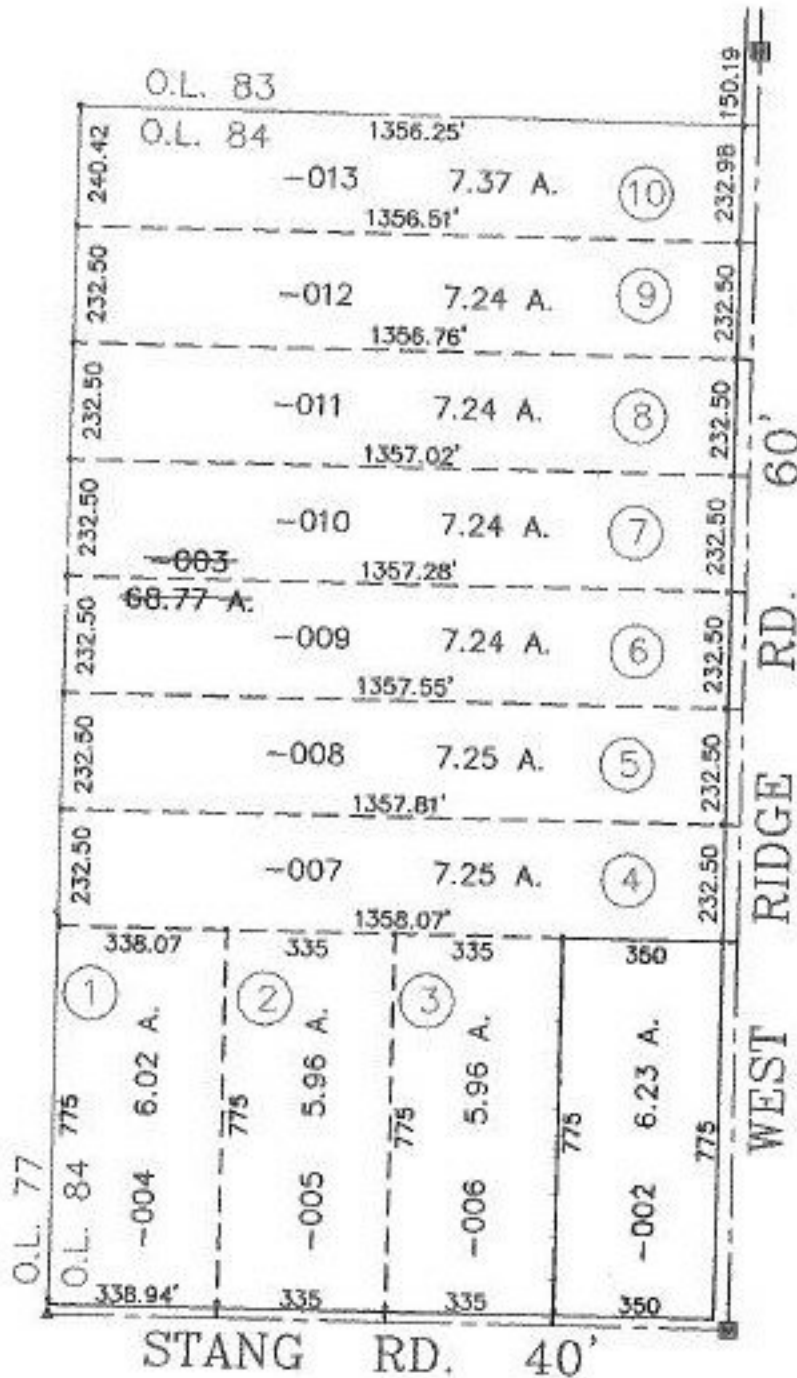 150.19
O.L. 83
O.L. 84
1356.25'
240.42
-013 7.37 A. 10
232.98
1356.51'
232.50
-012 7.24 A. 9
232.50
1356.76'
232.50
-011 7.24 A. 8
232.50
1357.02'
232.50
-010 7.24 A. 7
232.50
-003
1357.28'
68.77 A.
232.50
-009 7.24 A. 6
232.50
1357.55'
232.50
-008 7.25 A. 5
232.50
1357.81'
232.50
-007 7.25 A. 4
232.50
1358.07'
338.07 335 335 350
1 2 3
775 -004 6.02 A.
775 -005 5.96 A.
775 -006 5.96 A.
775 -002 6.23 A. 775
O.L. 77
O.L. 84
338.94' 335 335 350
STANG RD. 40'
WEST RIDGE RD. 60'